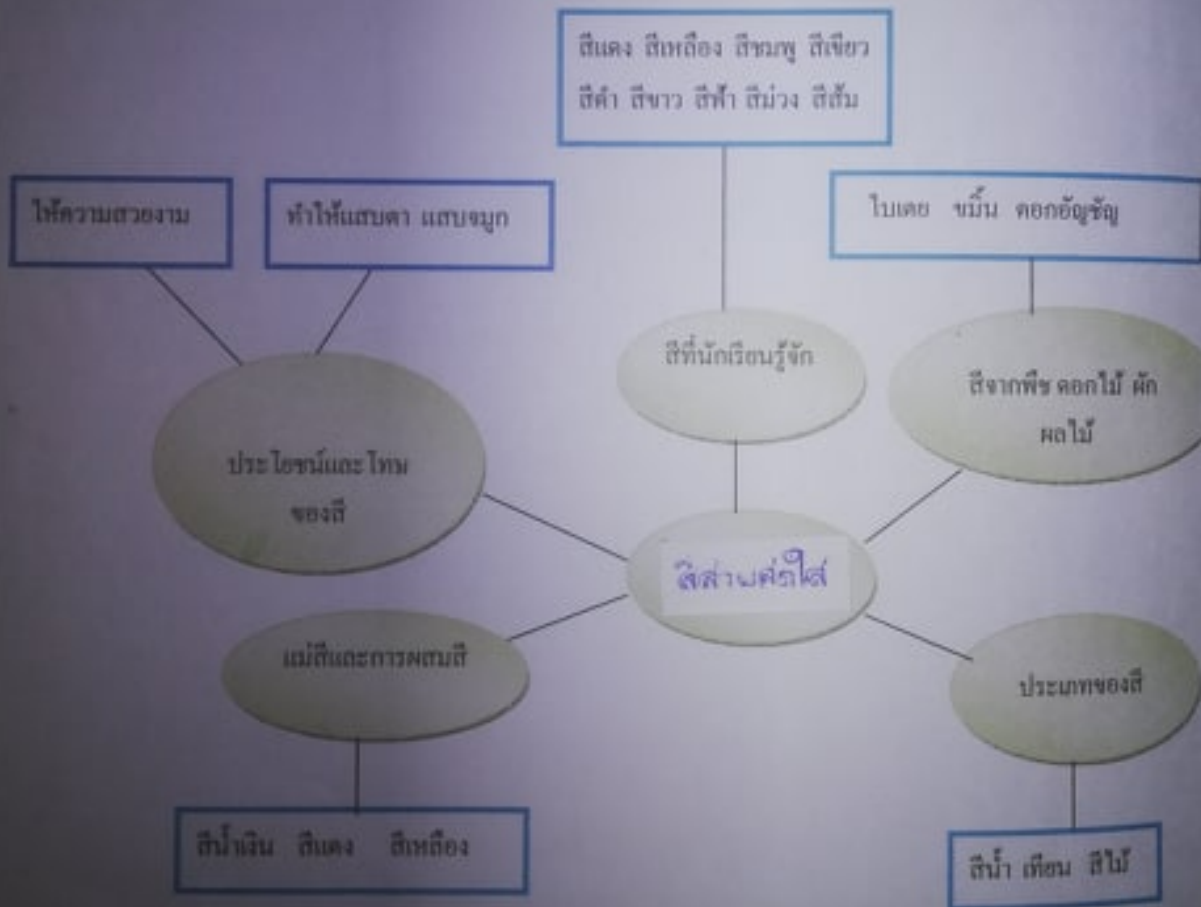 สีแดง สีเหลือง สีชมพู สีเขียว
สีดำ สีขาว สีฟ้า สีม่วง สีส้ม
ให้ความสวยงาม
ทำให้แสบตา แสบจมูก
ใบเตย ขมิ้น ดอกอัญชัญ
สีที่นักเรียนรู้จัก
สีจากพืช ดอกไม้ ผัก
ผลไม้
ประโยชน์และโทษ
ของสี
แม่สีและการผสมสี
ประเภทของสี
สีน้ำเงิน สีแดง สีเหลือง
สีน้ำ เทียน สีไม้